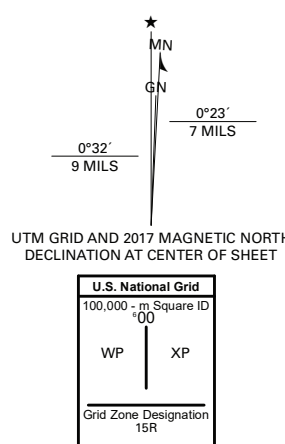 ★
MN
GN
0°23´
7 MILS
0°32´
9 MILS
UTM GRID AND 2017 MAGNETIC NORTH
DECLINATION AT CENTER OF SHEET
U.S. National Grid
100,000 - m Square ID
⁶00
WP XP
Grid Zone Designation
15R